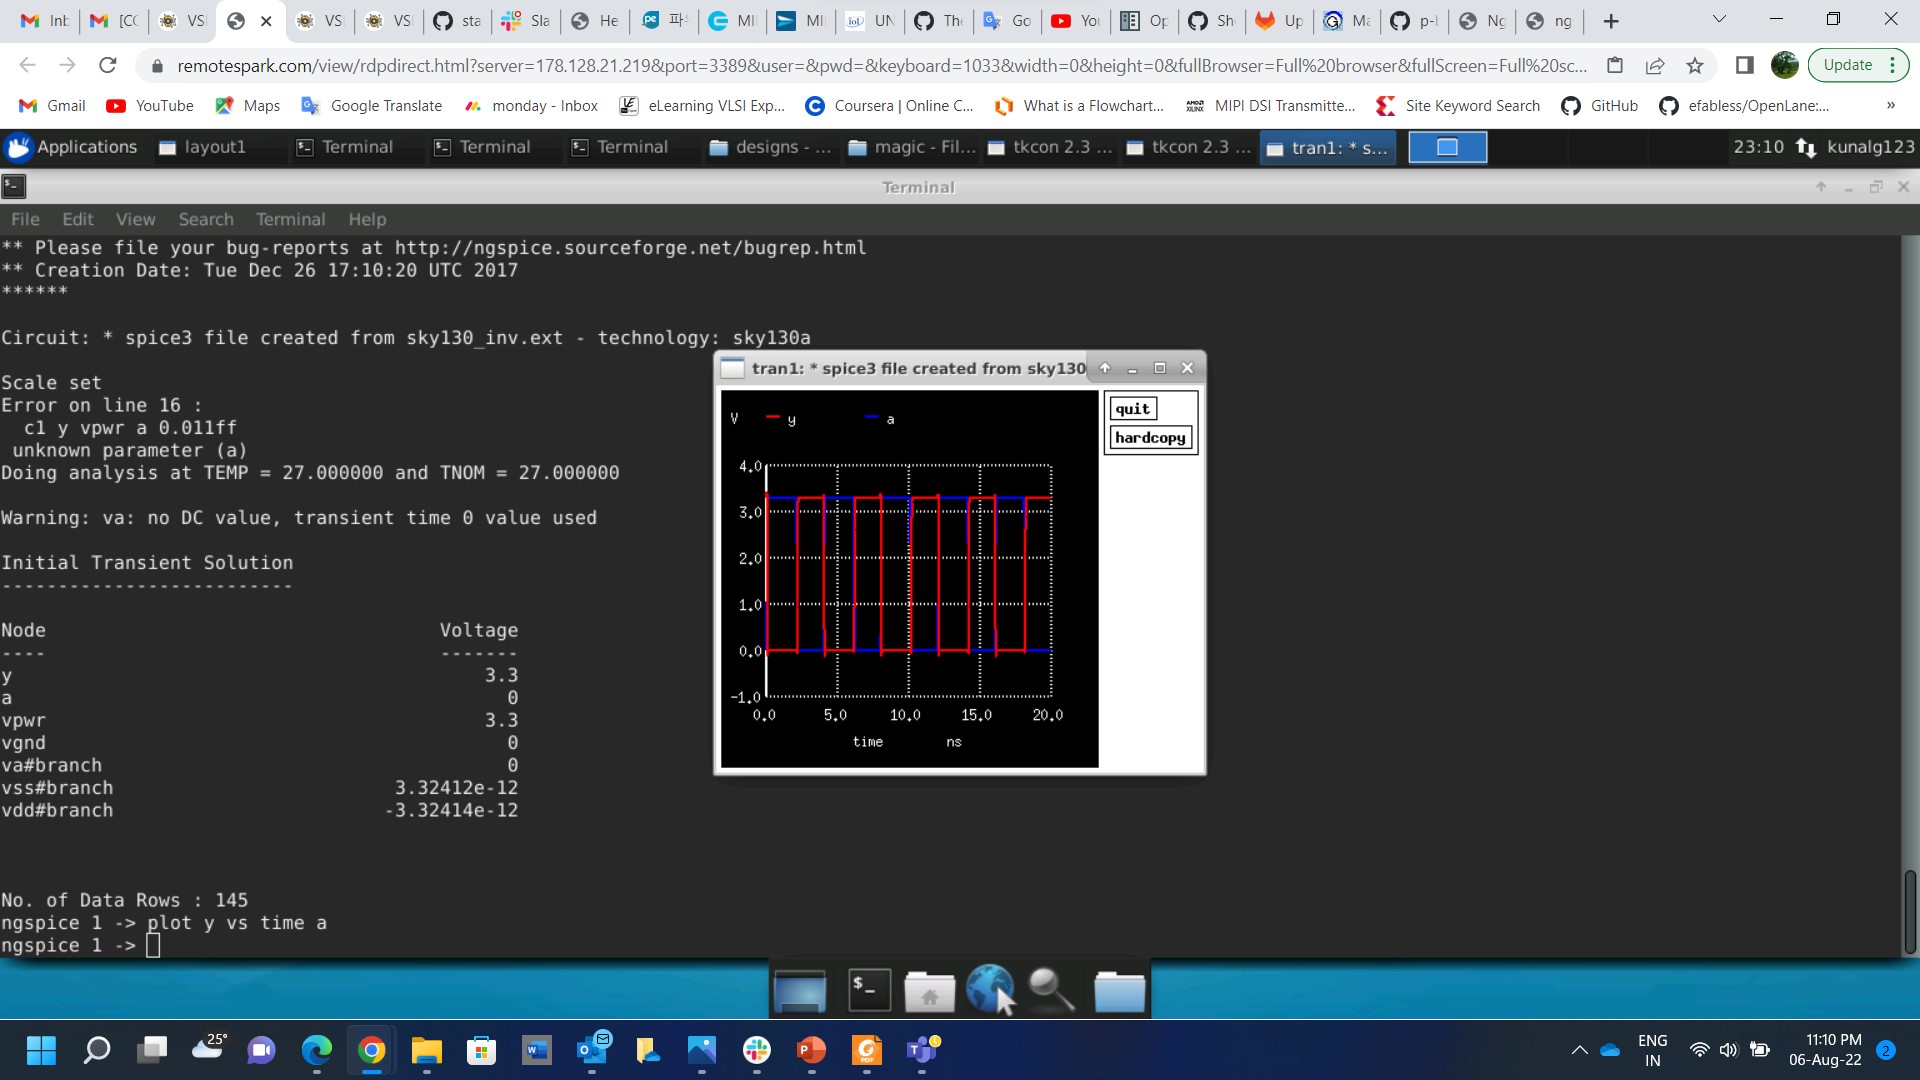 Inb
[CC
VS
VS
VS
sta
Sla
He
파
MI
MI
UN
Th
Go
You
Op
Sh
Up
Ma
p-l
Ng
ng
remotespark.com/view/rdpdirect.html?server=178.128.21.219&port=3389&user=&pwd=&keyboard=1033&width=0&height=0&fullBrowser=Full%20browser&fullScreen=Full%20sc...
Update
Gmail YouTube Maps Google Translate monday - Inbox eLearning VLSI Exp... Coursera | Online C... What is a Flowchart... MIPI DSI Transmitte... Site Keyword Search GitHub efabless/OpenLane:... »
Applications layout1 Terminal Terminal Terminal designs - ... magic - Fil... tkcon 2.3 ... tkcon 2.3 ... tran1: * s... 23:10 kunalg123
Terminal
File Edit View Search Terminal Help
** Please file your bug-reports at http://ngspice.sourceforge.net/bugrep.html
** Creation Date: Tue Dec 26 17:10:20 UTC 2017
******
Circuit: * spice3 file created from sky130_inv.ext - technology: sky130a
Scale set
Error on line 16 :
c1 y vpwr a 0.011ff
unknown parameter (a)
Doing analysis at TEMP = 27.000000 and TNOM = 27.000000
Warning: va: no DC value, transient time 0 value used
Initial Transient Solution
--------------------------
Node Voltage
---- -------
y 3.3
a 0
vpwr 3.3
vgnd 0
va#branch 0
vss#branch 3.32412e-12
vdd#branch -3.32414e-12
No. of Data Rows : 145
ngspice 1 -> plot y vs time a
ngspice 1 ->
tran1: * spice3 file created from sky130
quit
hardcopy
V y a
4.0
3.0
2.0
1.0
0.0
-1.0
0.0 5.0 10.0 15.0 20.0
time ns
25°
ENG
IN
11:10 PM
06-Aug-22
2